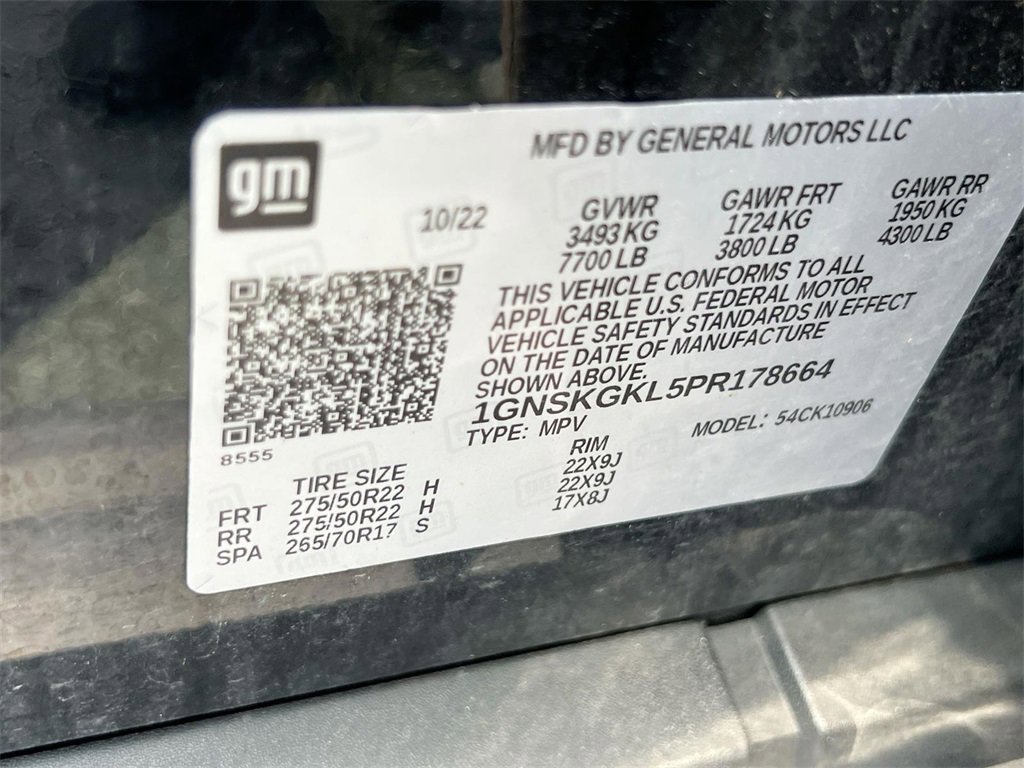 gm
MFD BY GENERAL MOTORS LLC
10/22
GVWR GAWR FRT GAWR RR
3493 KG 1724 KG 1950 KG
7700 LB 3800 LB 4300 LB
THIS VEHICLE CONFORMS TO ALL
APPLICABLE U.S. FEDERAL MOTOR
VEHICLE SAFETY STANDARDS IN EFFECT
ON THE DATE OF MANUFACTURE
SHOWN ABOVE.
1GNSKGKL5PR178664
TYPE: MPV MODEL: 54CK10906
8555
TIRE SIZE RIM
FRT 275/50R22 H 22X9J
RR 275/50R22 H 22X9J
SPA 265/70R17 S 17X8J